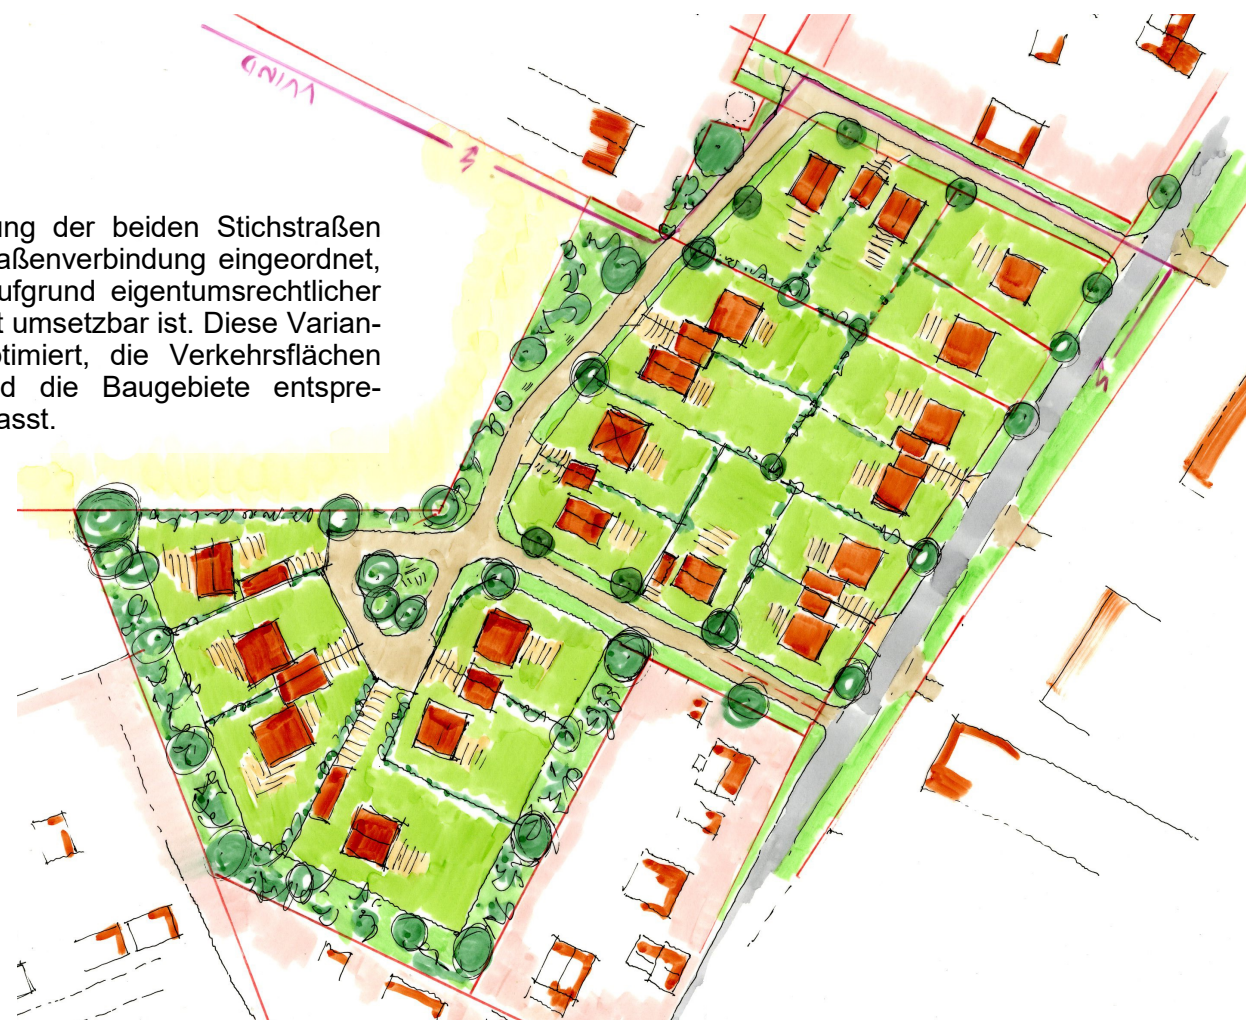 WIND
ung der beiden Stichstraßen
aßenverbindung eingeordnet,
ufgrund eigentumsrechtlicher
t umsetzbar ist. Diese Varian-
ptimiert, die Verkehrsflächen
d die Baugebiete entspre-
asst.